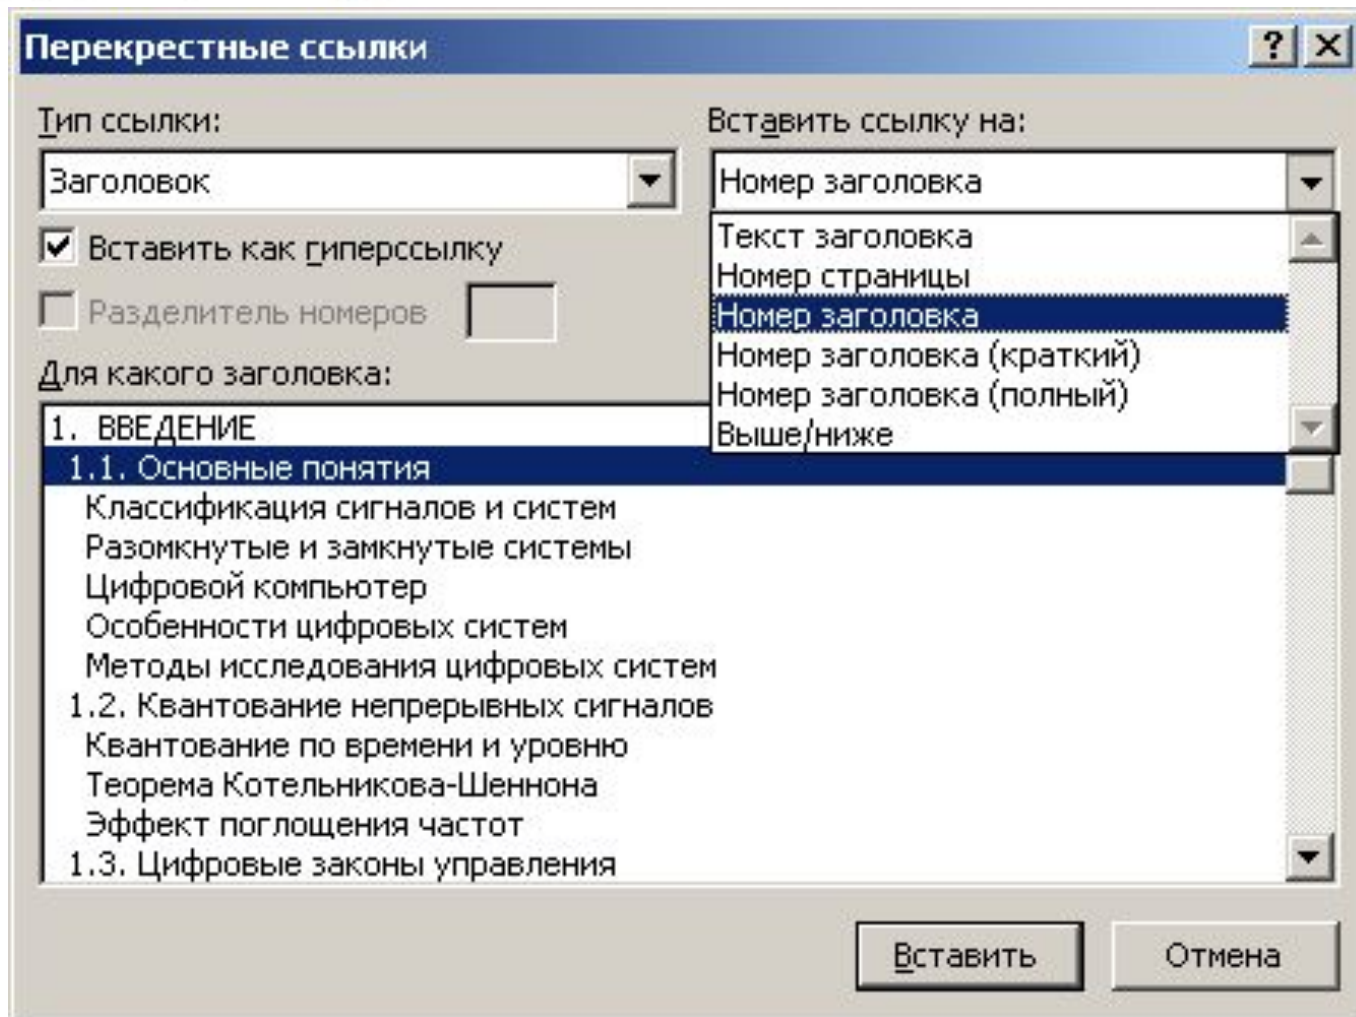 Перекрестные ссылки
Тип ссылки:
Вставить ссылку на:
Заголовок
Номер заголовка
Вставить как гиперссылку
Разделитель номеров
Текст заголовка
Номер страницы
Номер заголовка
Номер заголовка (краткий)
Номер заголовка (полный)
Выше/ниже
Для какого заголовка:
1. ВВЕДЕНИЕ
1.1. Основные понятия
Классификация сигналов и систем
Разомкнутые и замкнутые системы
Цифровой компьютер
Особенности цифровых систем
Методы исследования цифровых систем
1.2. Квантование непрерывных сигналов
Квантование по времени и уровню
Теорема Котельникова-Шеннона
Эффект поглощения частот
1.3. Цифровые законы управления
Вставить
Отмена